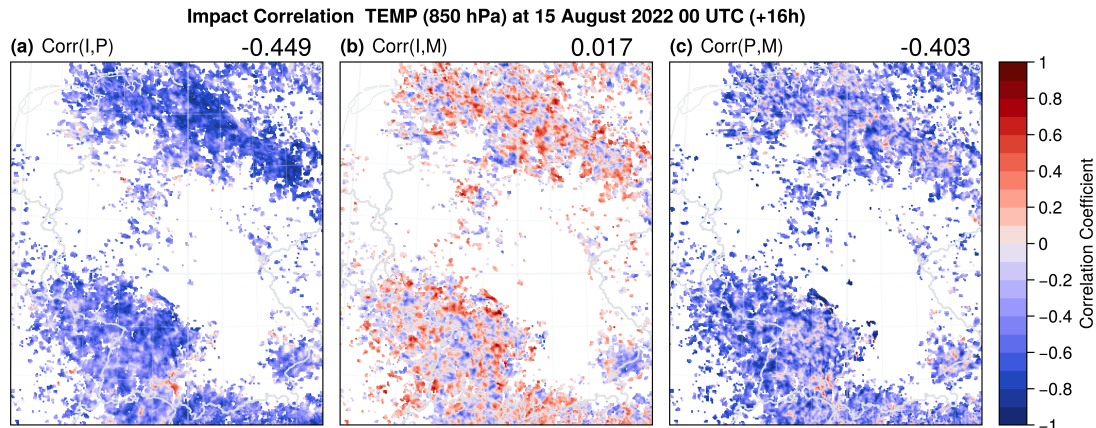 Impact Correlation TEMP (850 hPa) at 15 August 2022 00 UTC (+16h)
(a) Corr(I,P) -0.449
(b) Corr(I,M) 0.017
(c) Corr(P,M) -0.403
1
0.8
0.6
0.4
0.2
0
−0.2
−0.4
−0.6
−0.8
−1
Correlation Coefficient